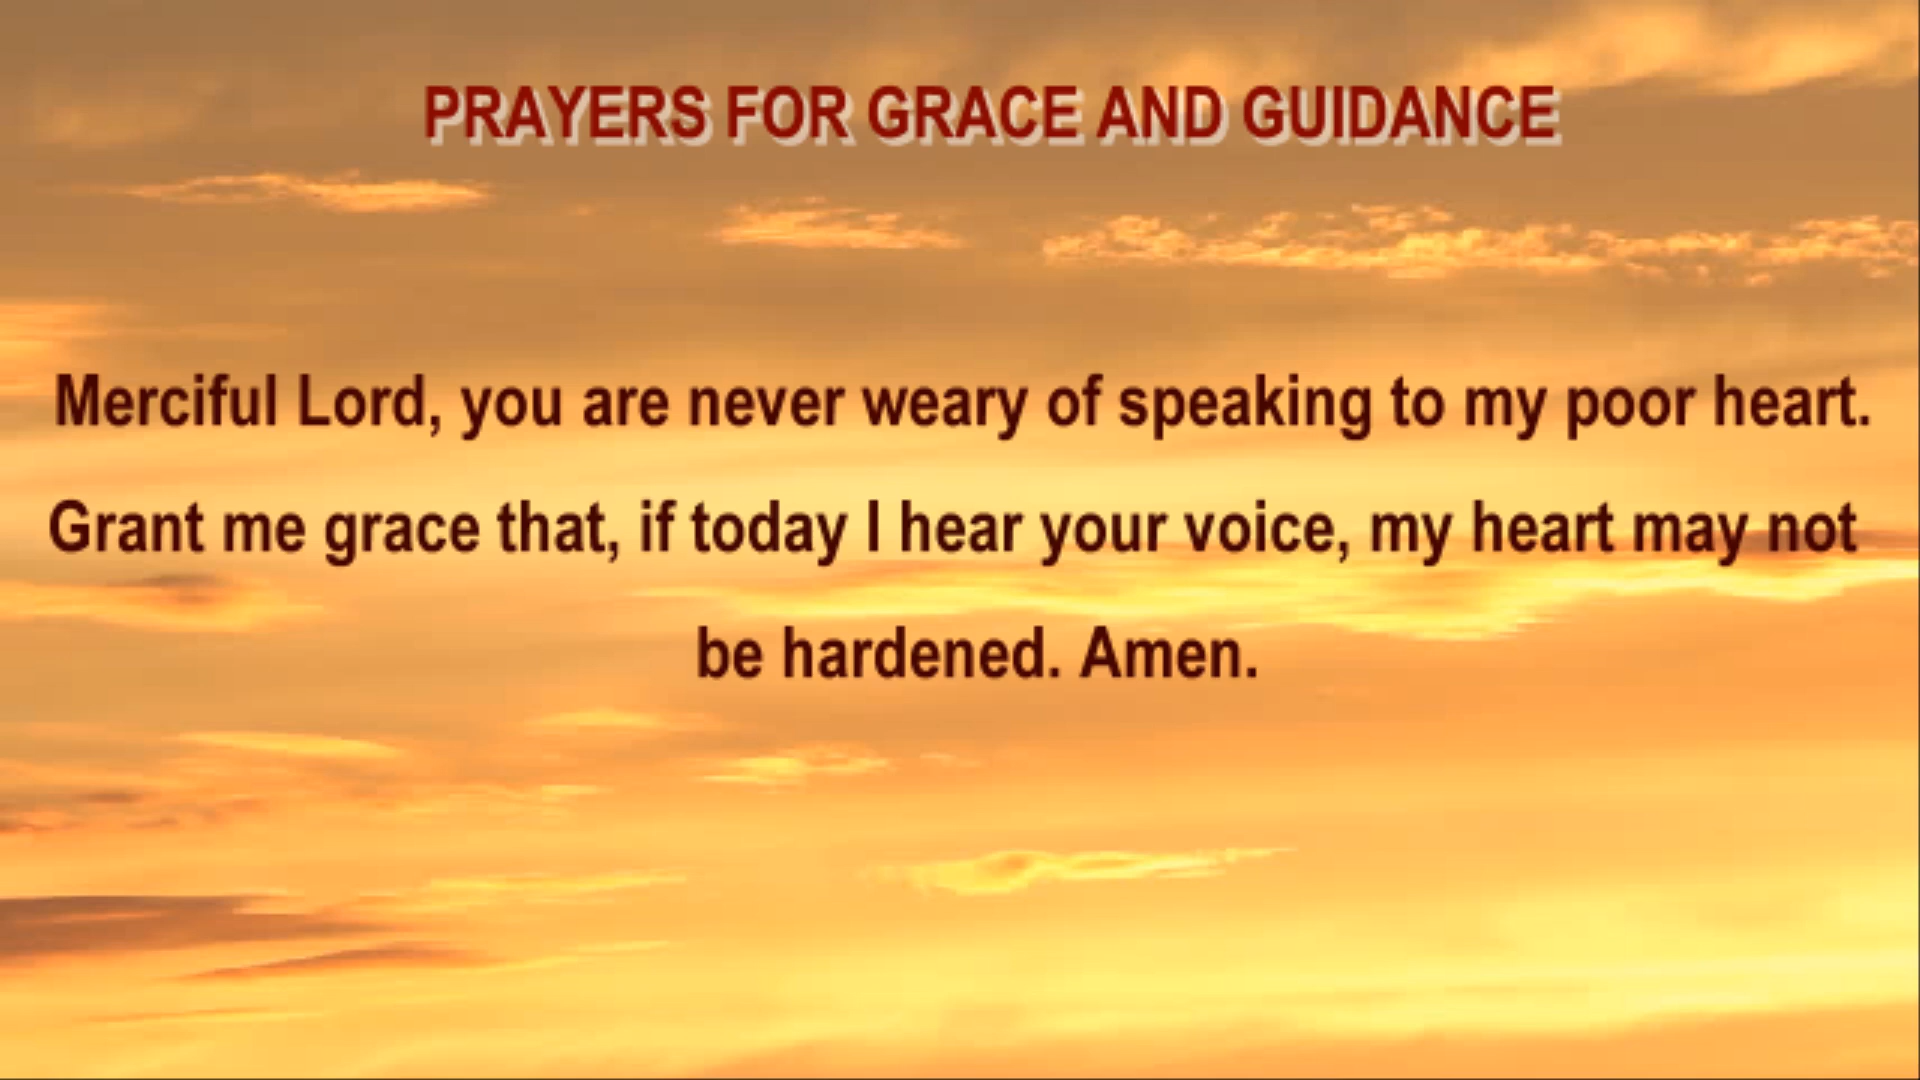 PRAYERS FOR GRACE AND GUIDANCE
Merciful Lord, you are never weary of speaking to my poor heart.
Grant me grace that, if today I hear your voice, my heart may not
be hardened. Amen.